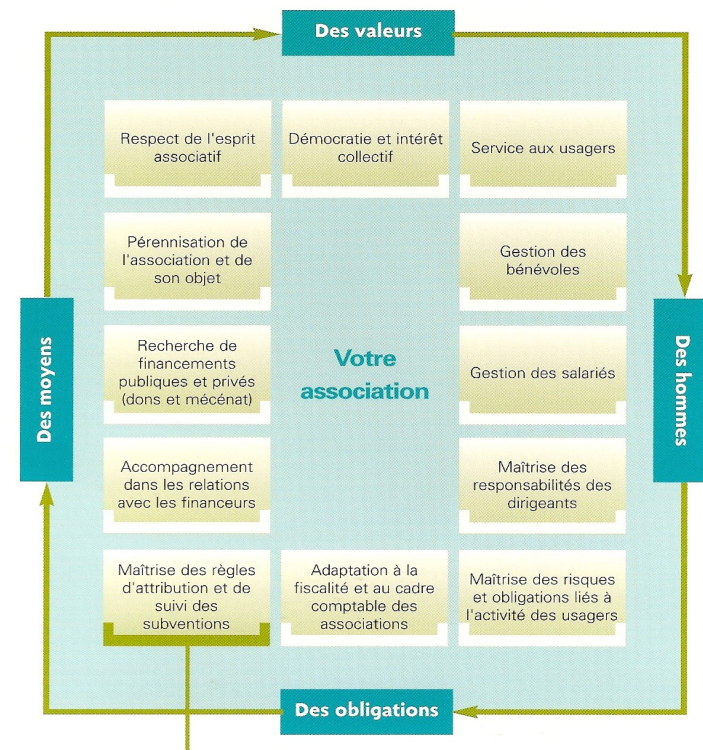 Des valeurs
Respect de l'esprit
associatif
Démocratie et intérêt
collectif
Service aux usagers
Pérennisation de
l'association et de
son objet
Gestion des
bénévoles
Des moyens
Recherche de
financements
publiques et privés
(dons et mécénat)
Votre
association
Gestion des salariés
Des hommes
Accompagnement
dans les relations
avec les financeurs
Maîtrise des
responsabilités des
dirigeants
Maîtrise des règles
d'attribution et de
suivi des
subventions
Adaptation à la
fiscalité et au cadre
comptable des
associations
Maîtrise des risques
et obligations liés à
l'activité des usagers
Des obligations